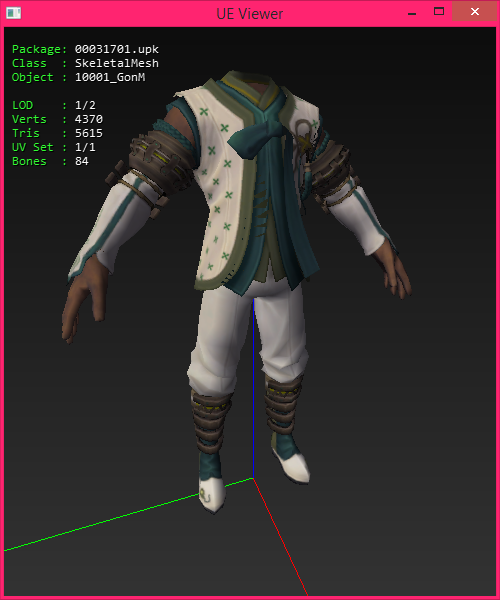 UE Viewer
Package: 00031701.upk
Class : SkeletalMesh
Object : 10001_GonM
LOD : 1/2
Verts : 4370
Tris : 5615
UV Set : 1/1
Bones : 84